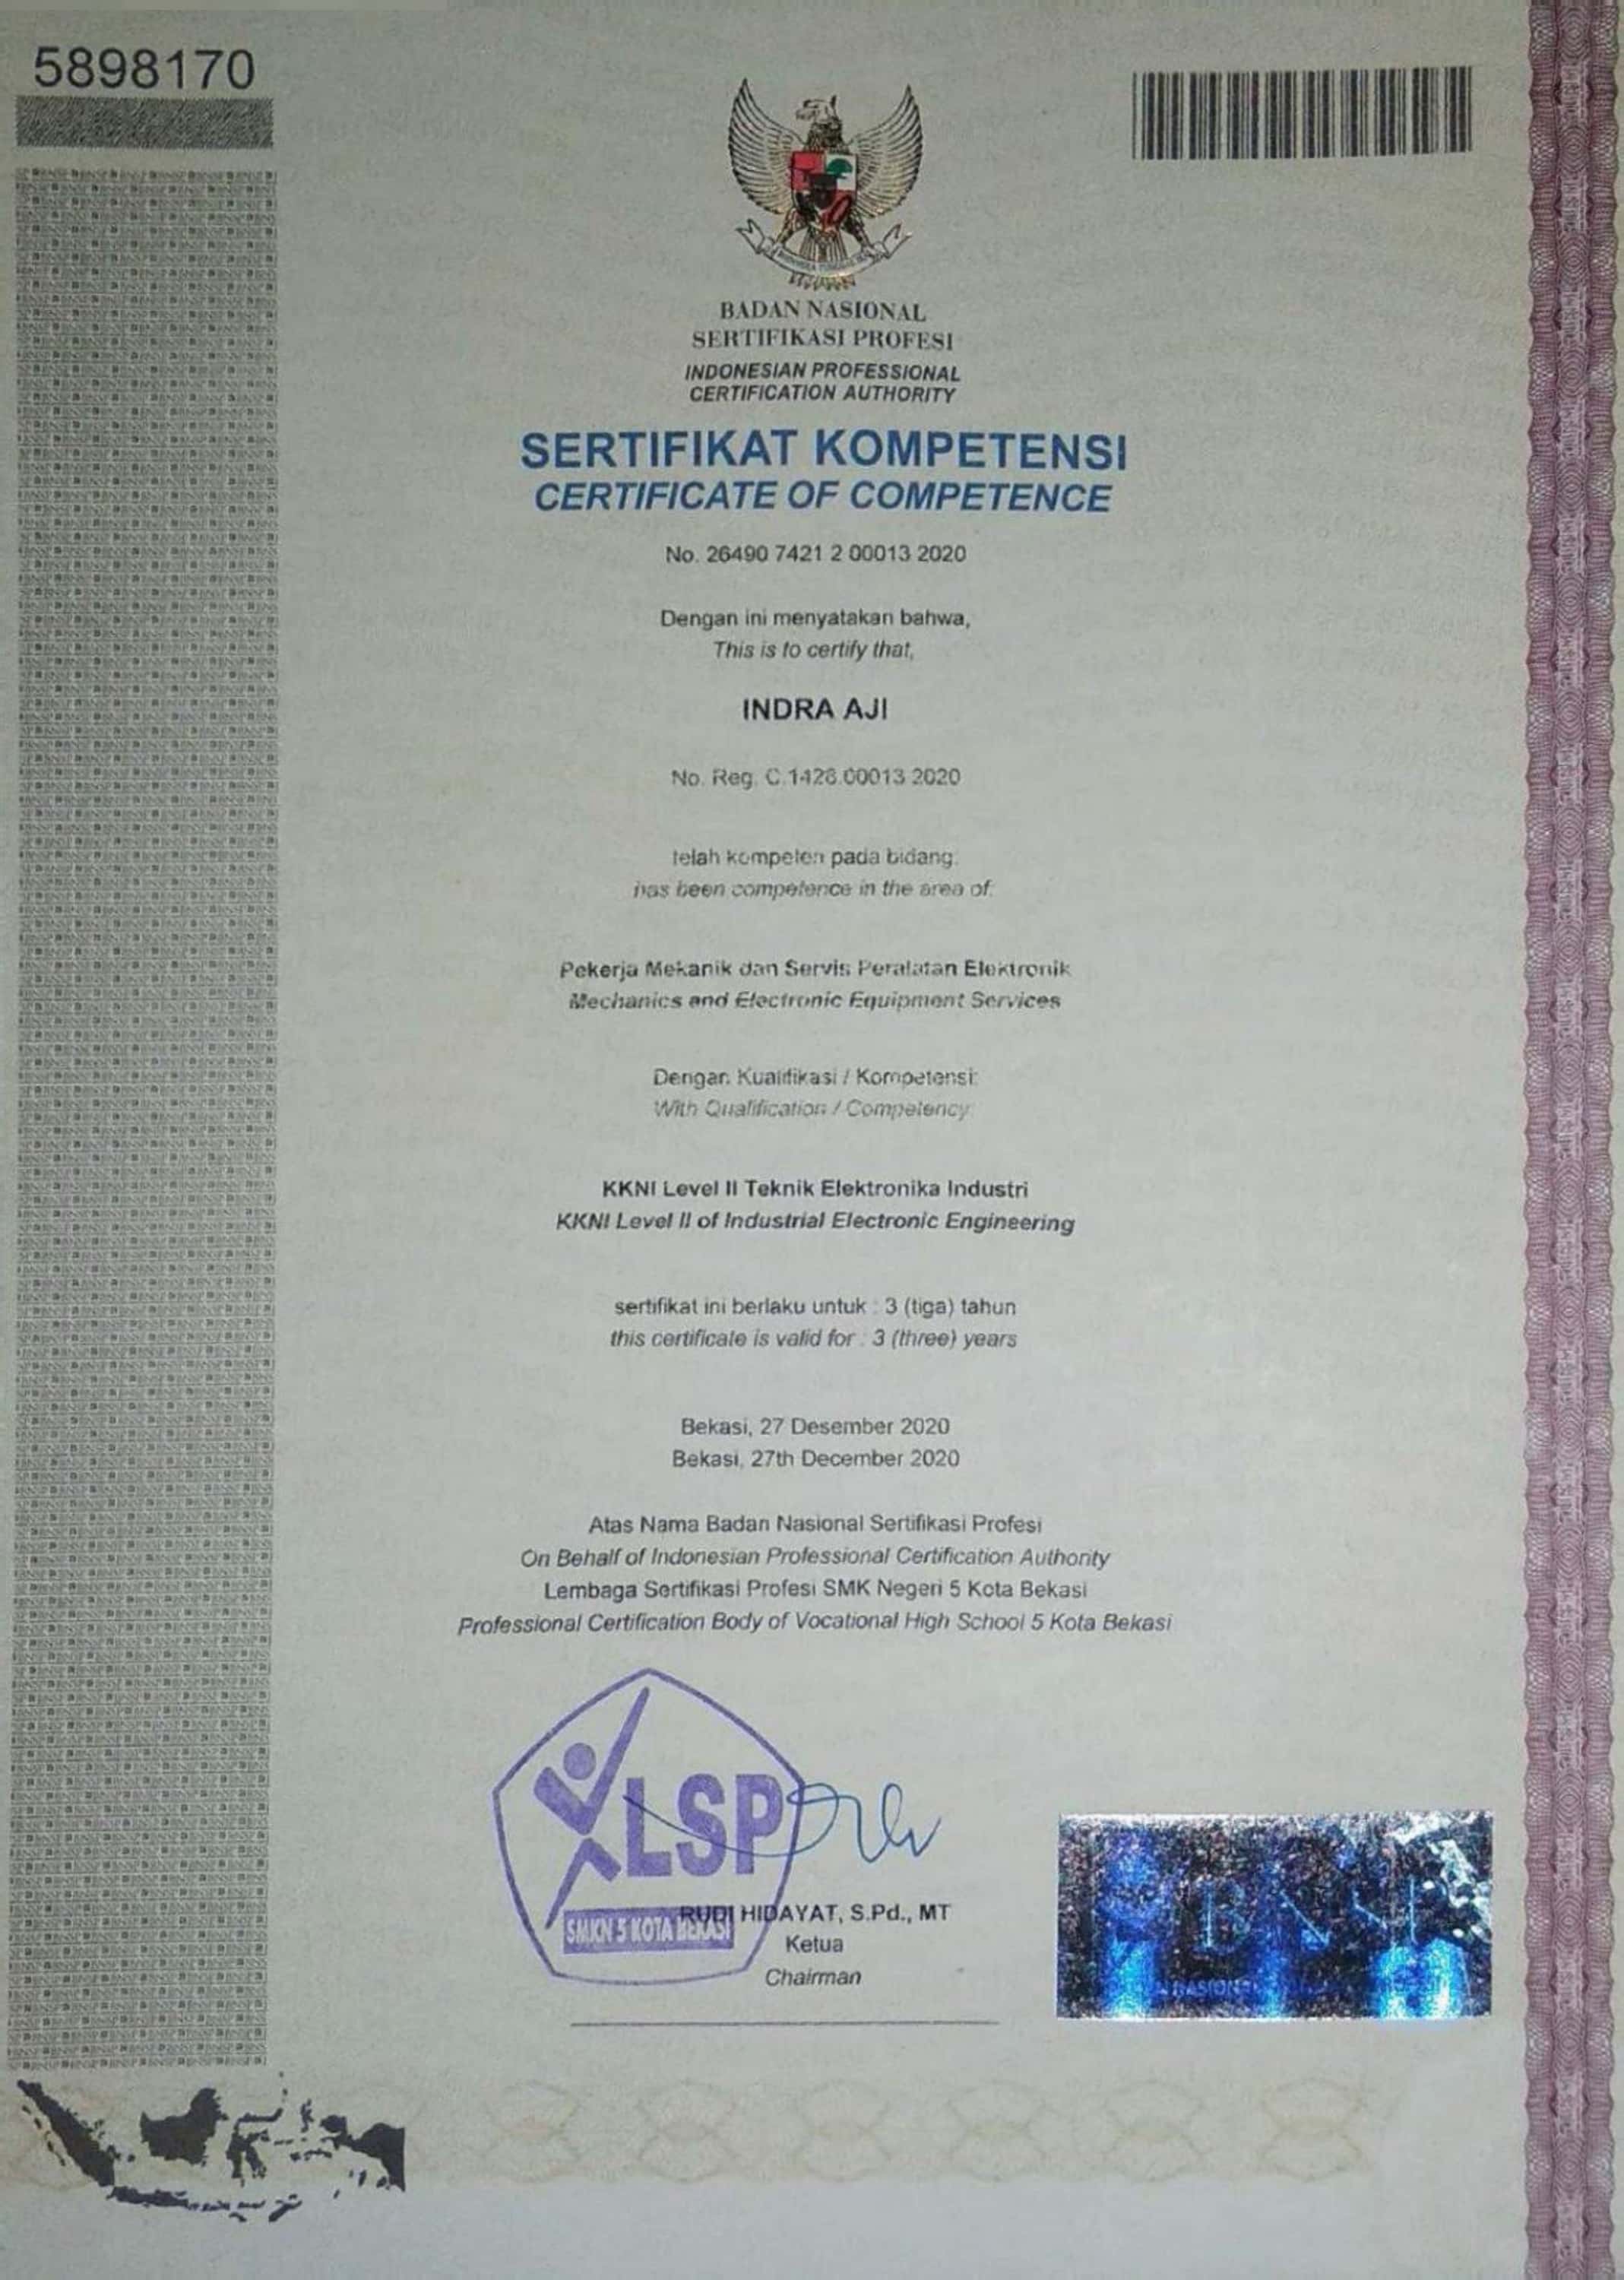 5898170
BADAN NASIONAL
SERTIFIKASI PROFESI
INDONESIAN PROFESSIONAL
CERTIFICATION AUTHORITY
SERTIFIKAT KOMPETENSI
CERTIFICATE OF COMPETENCE
No. 26490 7421 2 00013 2020
Dengan ini menyatakan bahwa,
This is to certify that,
INDRA AJI
No. Reg. C.1428.00013 2020
telah kompeten pada bidang:
has been competence in the area of:
Pekerja Mekanik dan Servis Peralatan Elektronik
Mechanics and Electronic Equipment Services
Dengan Kualifikasi / Kompetensi:
With Qualification / Competency:
KKNI Level II Teknik Elektronika Industri
KKNI Level II of Industrial Electronic Engineering
sertifikat ini berlaku untuk : 3 (tiga) tahun
this certificate is valid for : 3 (three) years
Bekasi, 27 Desember 2020
Bekasi, 27th December 2020
Atas Nama Badan Nasional Sertifikasi Profesi
On Behalf of Indonesian Professional Certification Authority
Lembaga Sertifikasi Profesi SMK Negeri 5 Kota Bekasi
Professional Certification Body of Vocational High School 5 Kota Bekasi
LSP
SMKN 5 KOTA BEKASI
RUDI HIDAYAT, S.Pd., MT
Ketua
Chairman
BNSP